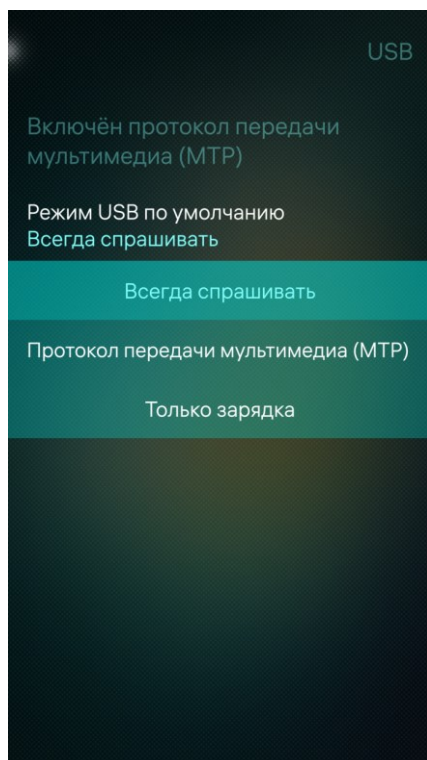 USB
Включён протокол передачи
мультимедиа (MTP)
Режим USB по умолчанию
Всегда спрашивать
Всегда спрашивать
Протокол передачи мультимедиа (MTP)
Только зарядка